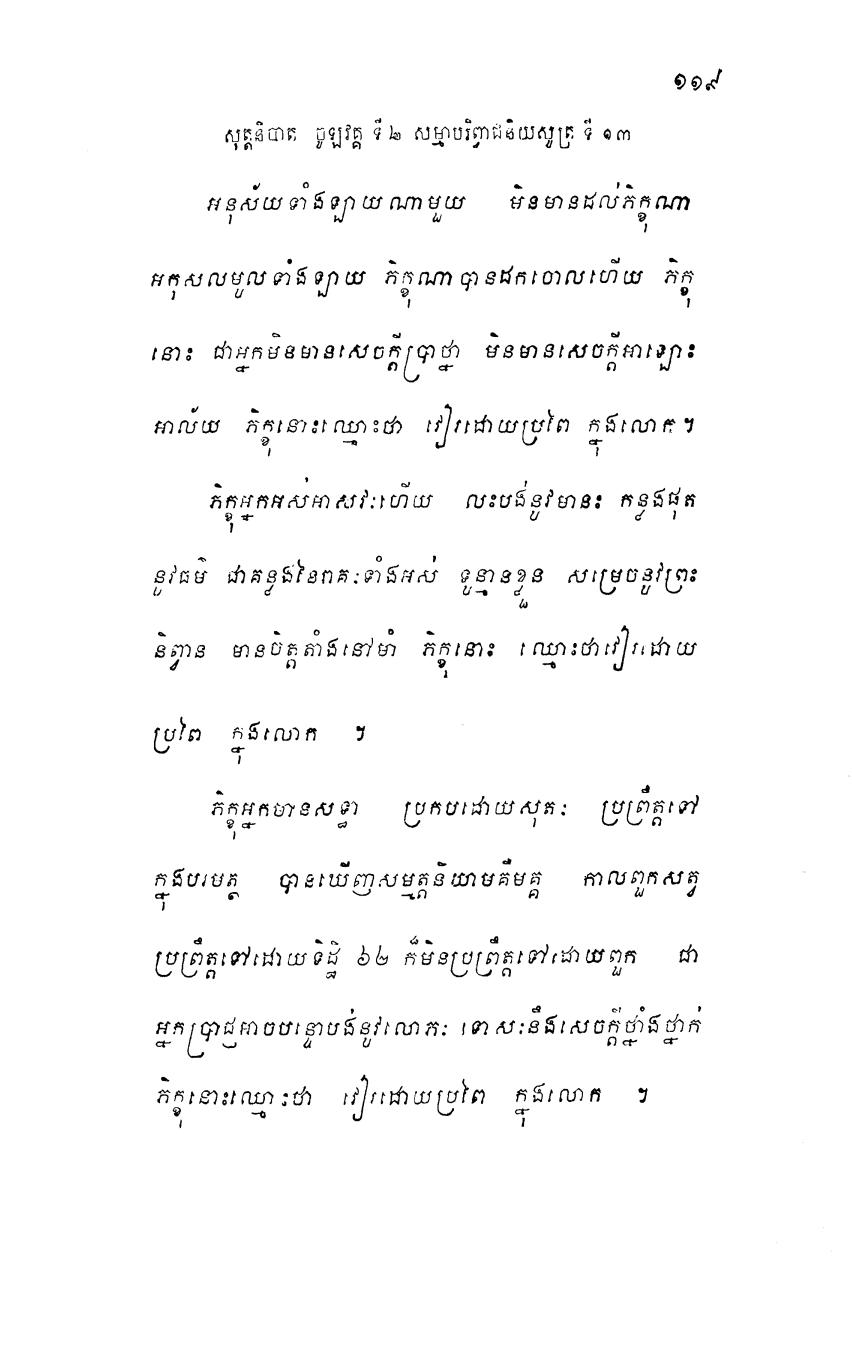 ១១៩
សុត្តនិបាត ចូឡវគ្គ ទី ២ សម្មាបរិព្វាជនិយសូត្រ ទី ១៣
អនុស័យទាំងឡាយណាមួយ មិនមានដល់ភិក្ខុណា
អកុសលមូលទាំងឡាយ ភិក្ខុណាបានដកចោលហើយ ភិក្ខុ
នោះ ជាអ្នកមិនមានសេចក្តីប្រាថ្នា មិនមានសេចក្តីអាឡោះ
អាល័យ ភិក្ខុនោះឈ្មោះថា វៀរដោយប្រពៃ ក្នុងលោក។
ភិក្ខុអ្នកអស់អាសវៈហើយ លះបង់នូវមានះ កន្លងផុត
នូវធម៌ ជាគន្លងនៃរាគៈទាំងអស់ ទូន្មានខ្លួន សម្រេចនូវព្រះ
និព្វាន មានចិត្តតាំងនៅមាំ ភិក្ខុនោះ ឈ្មោះថាវៀរដោយ
ប្រពៃ ក្នុងលោក ។
ភិក្ខុអ្នកមានសទ្ធា ប្រកបដោយសុតៈ ប្រព្រឹត្តទៅ
ក្នុងបរមត្ថ បានឃើញសម្មត្តនិយាមគឺមគ្គ កាលពួកសត្វ
ប្រព្រឹត្តទៅដោយទិដ្ឋិ ៦២ ក៏មិនប្រព្រឹត្តទៅដោយពួក ជា
អ្នកប្រាជ្ញអាចបន្ទោបង់នូវលោភៈ ទោសៈនឹងសេចក្តីថ្នាំងថ្នាក់
ភិក្ខុនោះឈ្មោះថា វៀរដោយប្រពៃ ក្នុងលោក ។